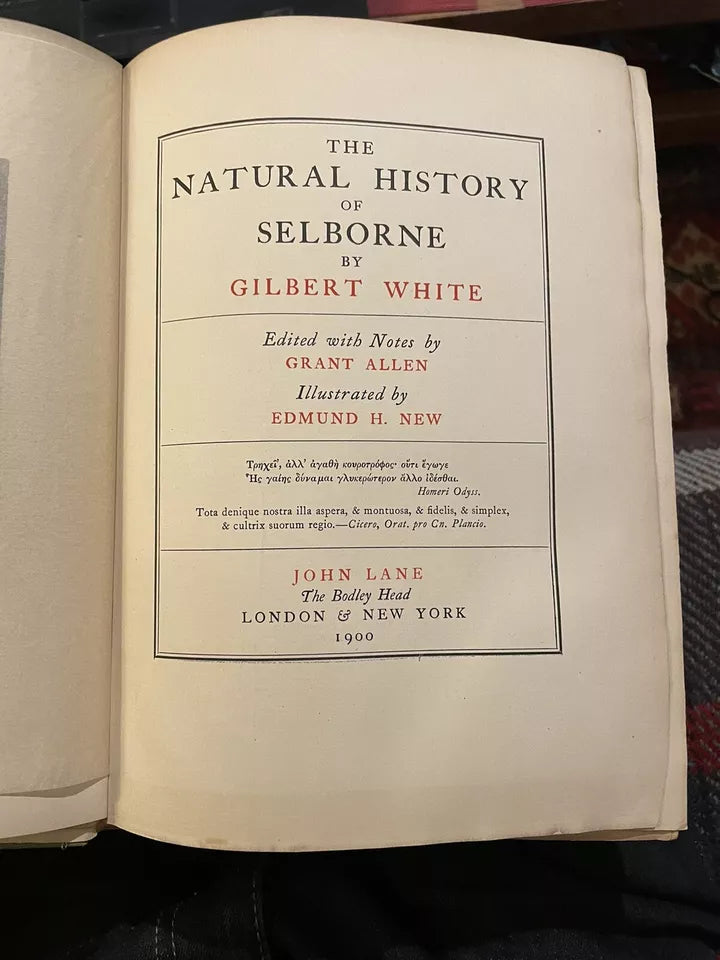 THE
NATURAL HISTORY
OF
SELBORNE
BY
GILBERT WHITE
Edited with Notes by
GRANT ALLEN
Illustrated by
EDMUND H. NEW
Τρηχεῖ', ἀλλ' ἀγαθὴ κουροτρόφος· οὔτι ἔγωγε
Ἧς γαίης δύναμαι γλυκερώτερον ἄλλο ἰδέσθαι.
Homeri Odyss.
Tota denique nostra illa aspera, & montuosa, & fidelis, & simplex,
& cultrix suorum regio.—Cicero, Orat. pro Cn. Plancio.
JOHN LANE
The Bodley Head
LONDON & NEW YORK
1900